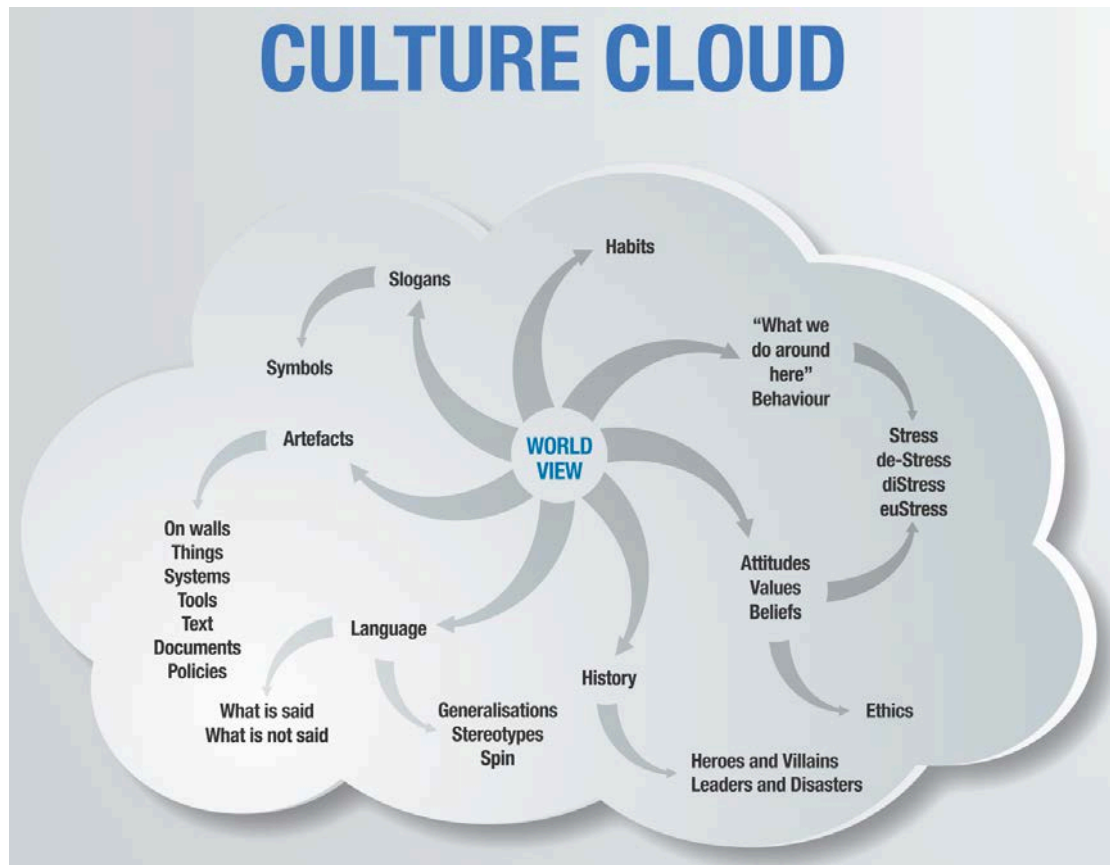 CULTURE CLOUD
Habits
Slogans
Symbols
“What we
do around
here”
Behaviour
Stress
de-Stress
diStress
euStress
Artefacts
WORLD
VIEW
On walls
Things
Systems
Tools
Text
Documents
Policies
Attitudes
Values
Beliefs
Language
What is said
What is not said
Generalisations
Stereotypes
Spin
History
Heroes and Villains
Leaders and Disasters
Ethics